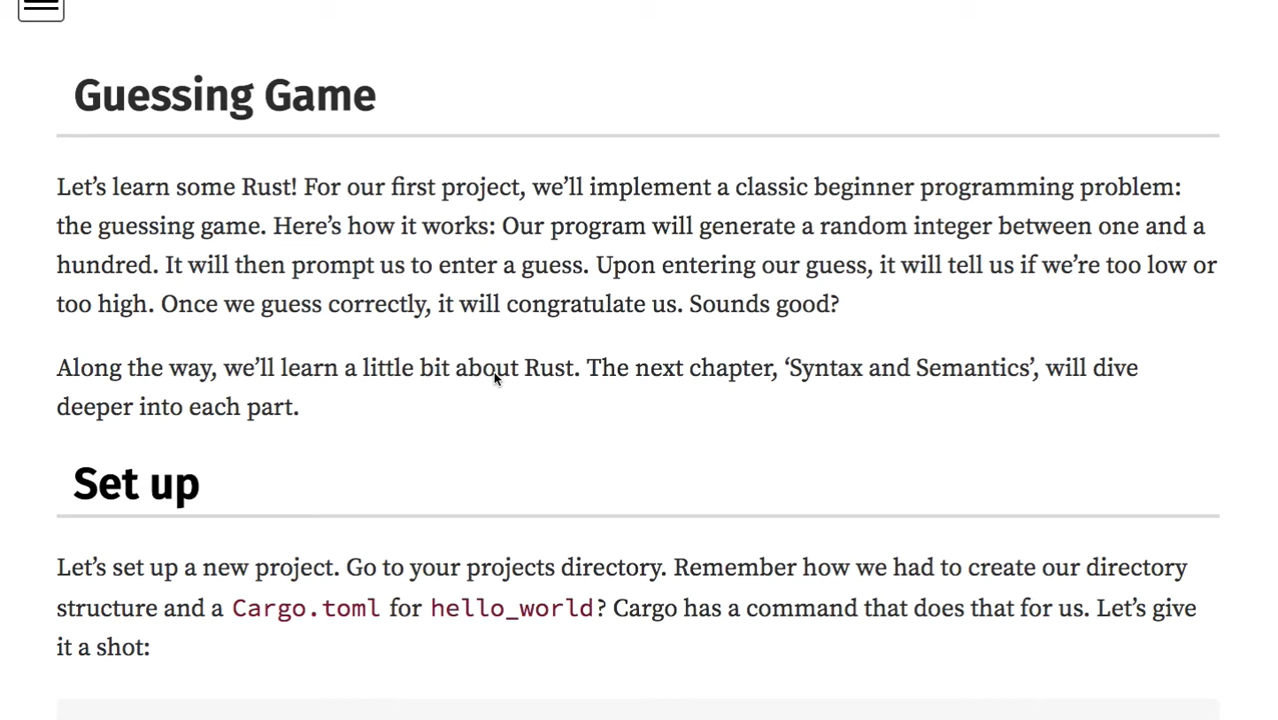 Guessing Game
Let’s learn some Rust! For our first project, we’ll implement a classic beginner programming problem:
the guessing game. Here’s how it works: Our program will generate a random integer between one and a
hundred. It will then prompt us to enter a guess. Upon entering our guess, it will tell us if we’re too low or
too high. Once we guess correctly, it will congratulate us. Sounds good?
Along the way, we’ll learn a little bit about Rust. The next chapter, ‘Syntax and Semantics’, will dive
deeper into each part.
Set up
Let’s set up a new project. Go to your projects directory. Remember how we had to create our directory
structure and a Cargo.toml for hello_world? Cargo has a command that does that for us. Let’s give
it a shot: